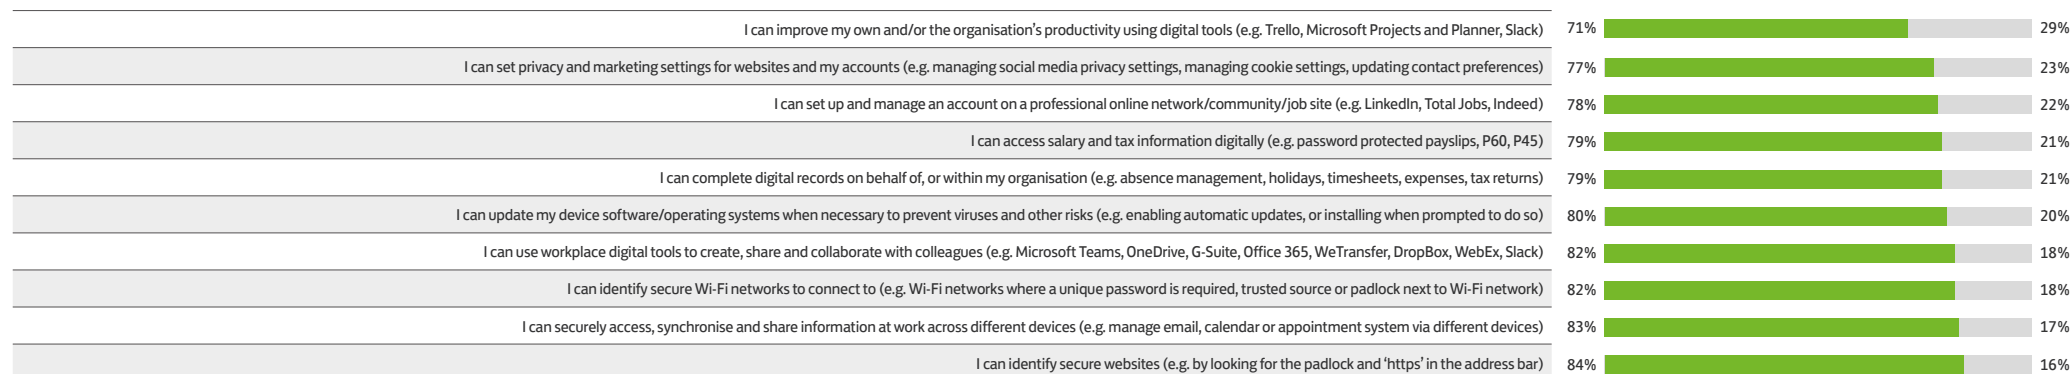 I can improve my own and/or the organisation’s productivity using digital tools (e.g. Trello, Microsoft Projects and Planner, Slack) 71% 29%
I can set privacy and marketing settings for websites and my accounts (e.g. managing social media privacy settings, managing cookie settings, updating contact preferences) 77% 23%
I can set up and manage an account on a professional online network/community/job site (e.g. LinkedIn, Total Jobs, Indeed) 78% 22%
I can access salary and tax information digitally (e.g. password protected payslips, P60, P45) 79% 21%
I can complete digital records on behalf of, or within my organisation (e.g. absence management, holidays, timesheets, expenses, tax returns) 79% 21%
I can update my device software/operating systems when necessary to prevent viruses and other risks (e.g. enabling automatic updates, or installing when prompted to do so) 80% 20%
I can use workplace digital tools to create, share and collaborate with colleagues (e.g. Microsoft Teams, OneDrive, G-Suite, Office 365, WeTransfer, DropBox, WebEx, Slack) 82% 18%
I can identify secure Wi-Fi networks to connect to (e.g. Wi-Fi networks where a unique password is required, trusted source or padlock next to Wi-Fi network) 82% 18%
I can securely access, synchronise and share information at work across different devices (e.g. manage email, calendar or appointment system via different devices) 83% 17%
I can identify secure websites (e.g. by looking for the padlock and ‘https’ in the address bar) 84% 16%